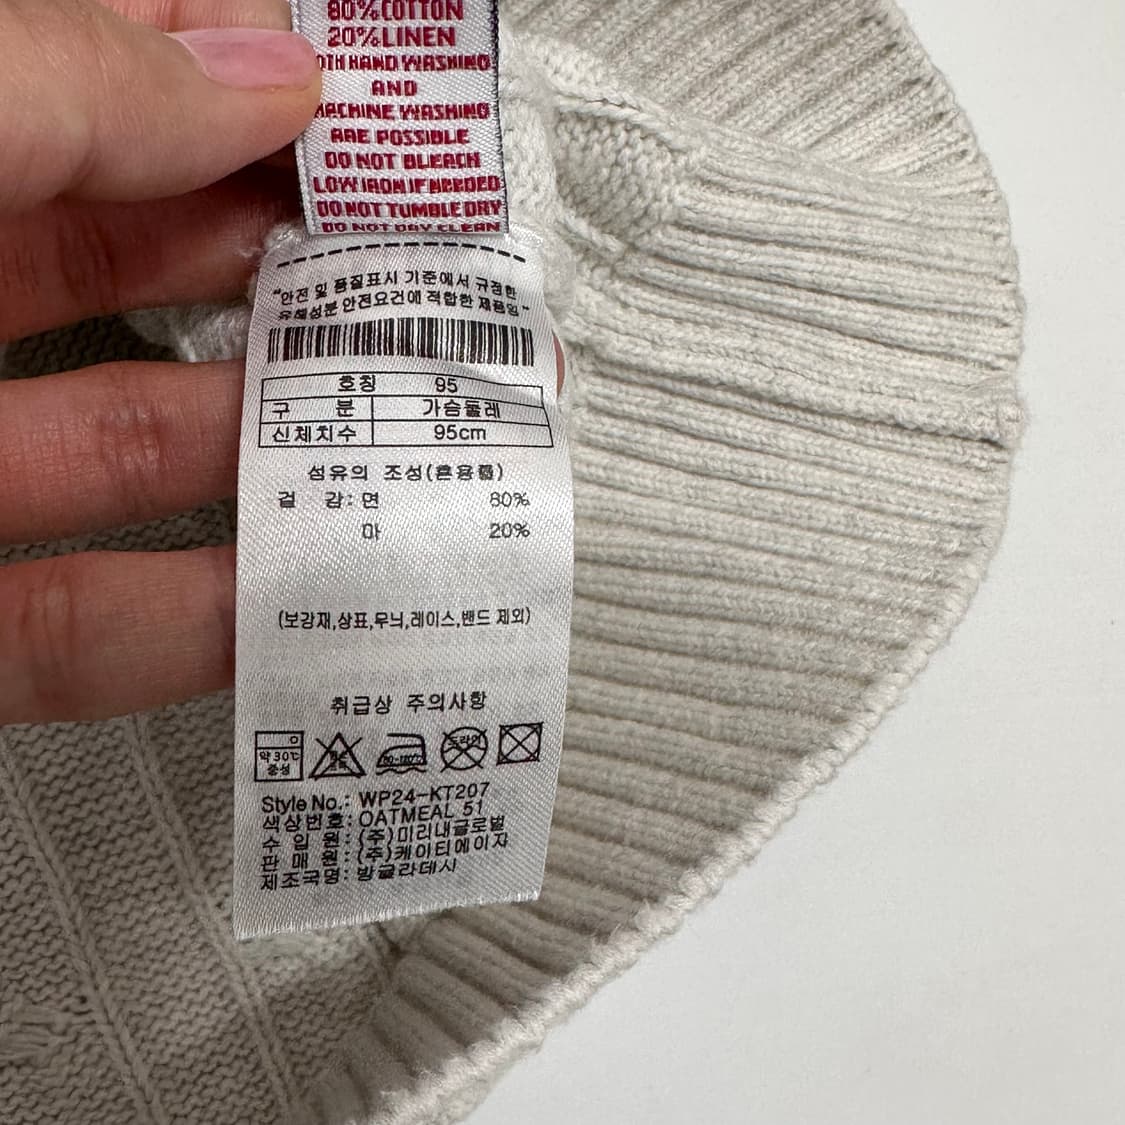 80%COTTON
20%LINEN
HAND WASHING
AND
MACHINE WASHING
ARE POSSIBLE
DO NOT BLEACH
LOW IRON IF NEEDED
DO NOT TUMBLE DRY
DO NOT DRY CLEAN
"안전 및 품질표시 기준에서 규정한
유해성분 안전요건에 적합한 제품임"
호칭 95
구 분 가슴둘레
신체치수 95cm
섬유의 조성(혼용률)
겉 감: 면 80%
마 20%
(보강재,상표,무늬,레이스,밴드 제외)
취급상 주의사항
약 30℃
중성
80-120℃
드라이
Style No.: WP24-KT207
색상번호: OATMEAL 51
수 입 원: (주)미리내글로벌
판 매 원: (주)케이티에이자
제조국명: 방글라데시